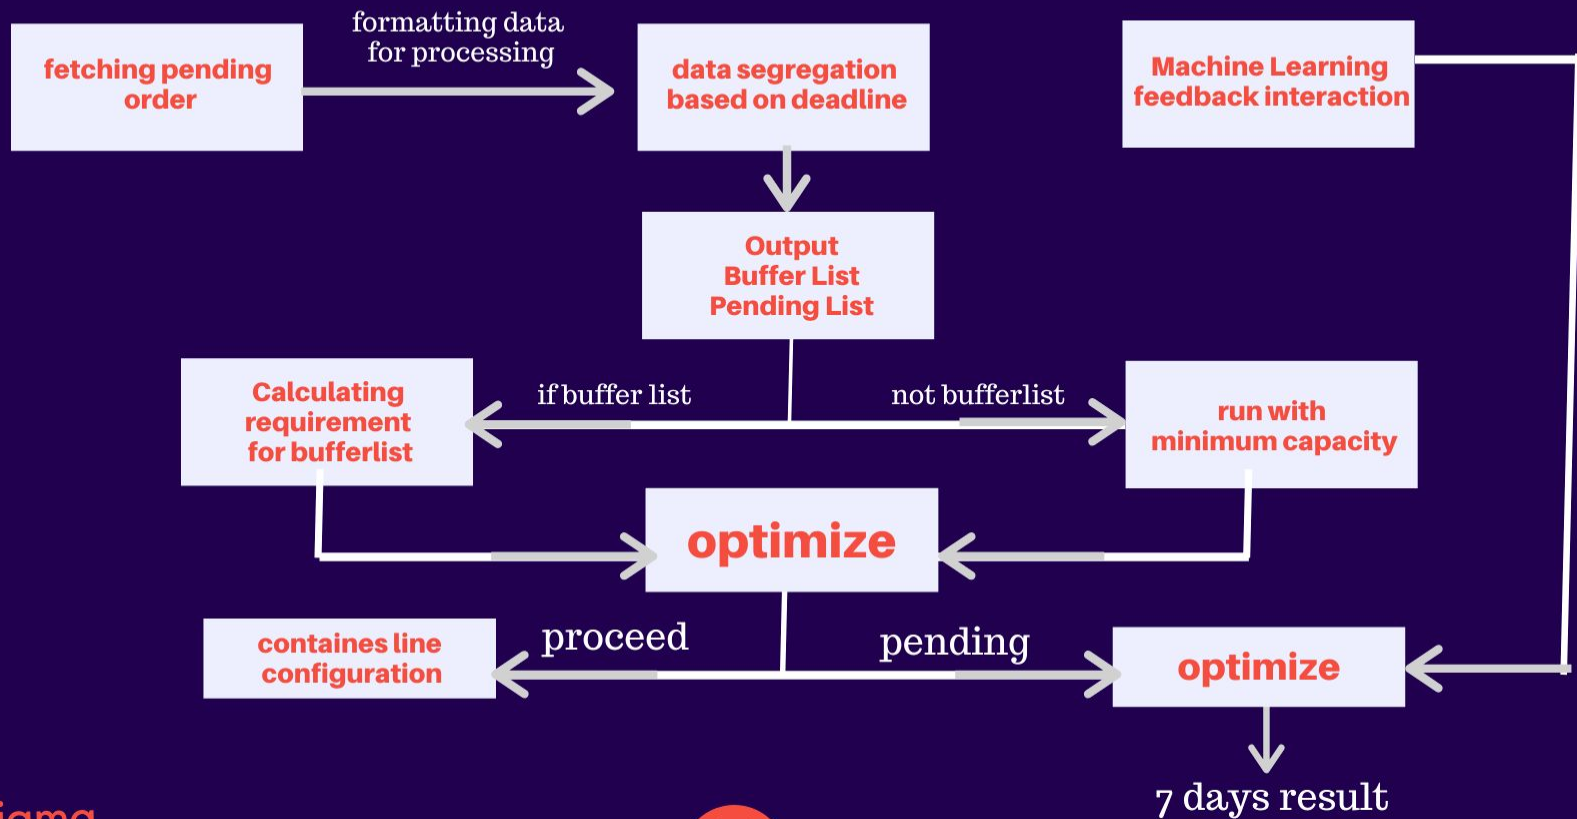 formatting data
for processing
fetching pending
order
data segregation
based on deadline
Machine Learning
feedback interaction
Output
Buffer List
Pending List
Calculating
requirement
for bufferlist
if buffer list
not bufferlist
run with
minimum capacity
optimize
containes line
configuration
proceed
pending
optimize
7 days result